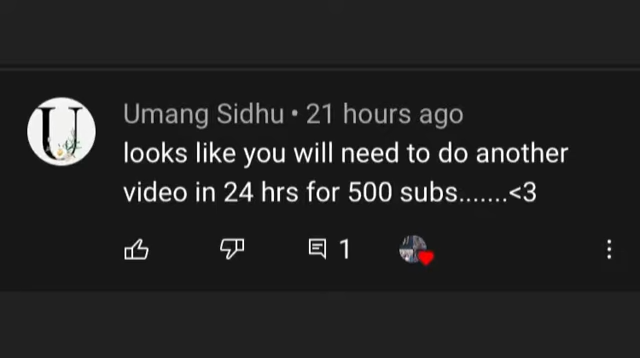 U
Umang Sidhu • 21 hours ago
looks like you will need to do another
video in 24 hrs for 500 subs.......<3
1